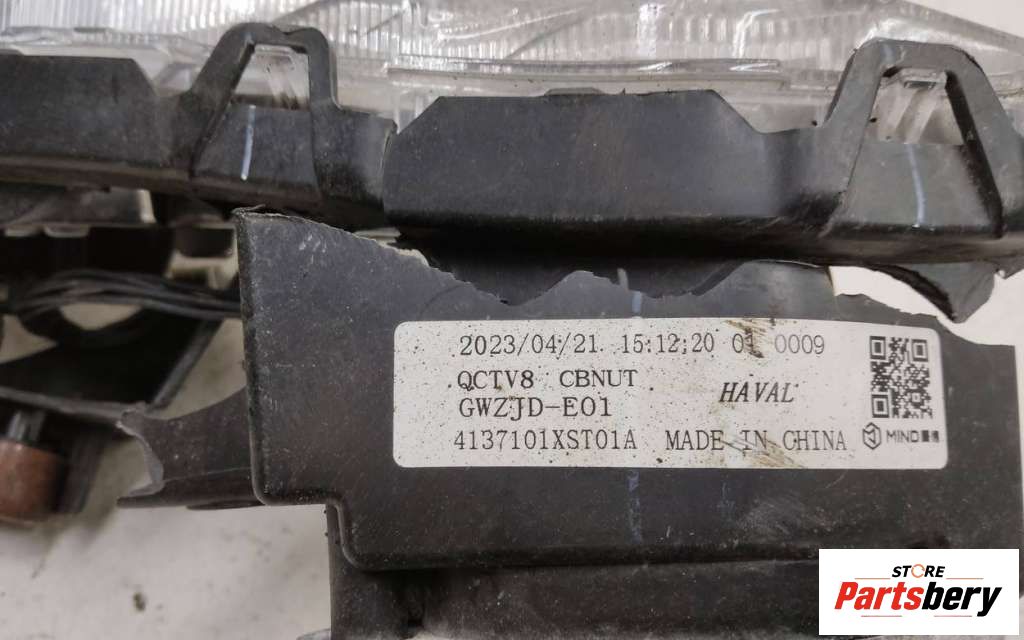 2023/04/21 15:12:20 01 0009
QCTV8 CBNUT
HAVAL
GWZJD-E01
4137101XST01A MADE IN CHINA MIND
STORE
Partsbery